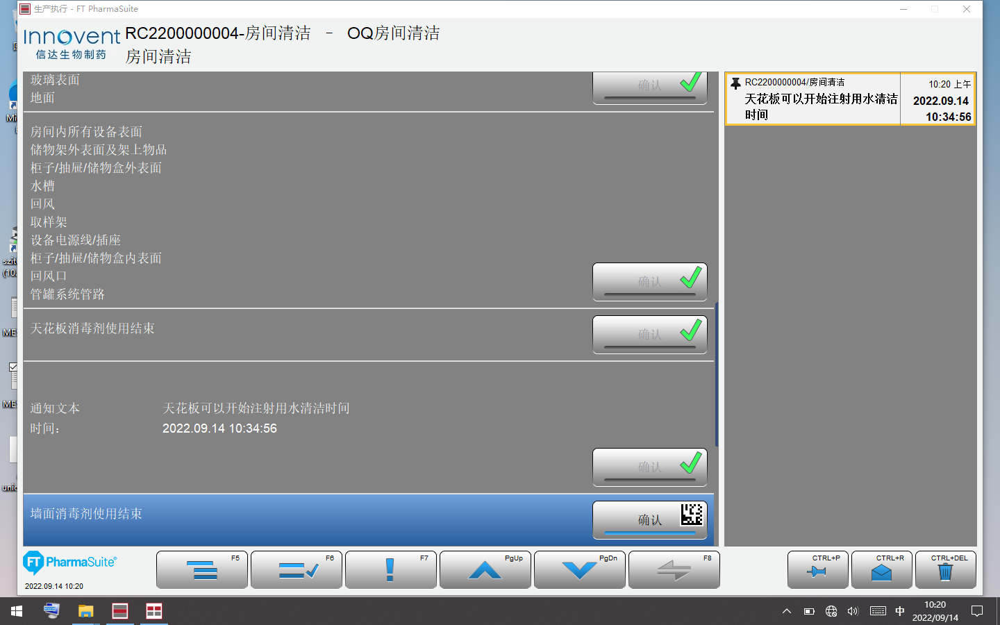 生产执行 - FT PharmaSuite
Innovent
信达生物制药
RC2200000004-房间清洁 - OQ房间清洁
房间清洁
玻璃表面
地面
确认
房间内所有设备表面
储物架外表面及架上物品
柜子/抽屉/储物盒外表面
水槽
回风
取样架
设备电源线/插座
柜子/抽屉/储物盒内表面
回风口
管罐系统管路
确认
天花板消毒剂使用结束
确认
通知文本 天花板可以开始注射用水清洁时间
时间: 2022.09.14 10:34:56
确认
墙面消毒剂使用结束
确认
RC2200000004/房间清洁
天花板可以开始注射用水清洁
时间
10:20 上午
2022.09.14
10:34:56
FT PharmaSuite®
2022.09.14 10:20
F5
F6
F7
PgUp
PgDn
F8
CTRL+P
CTRL+R
CTRL+DEL
中
10:20
2022/09/14